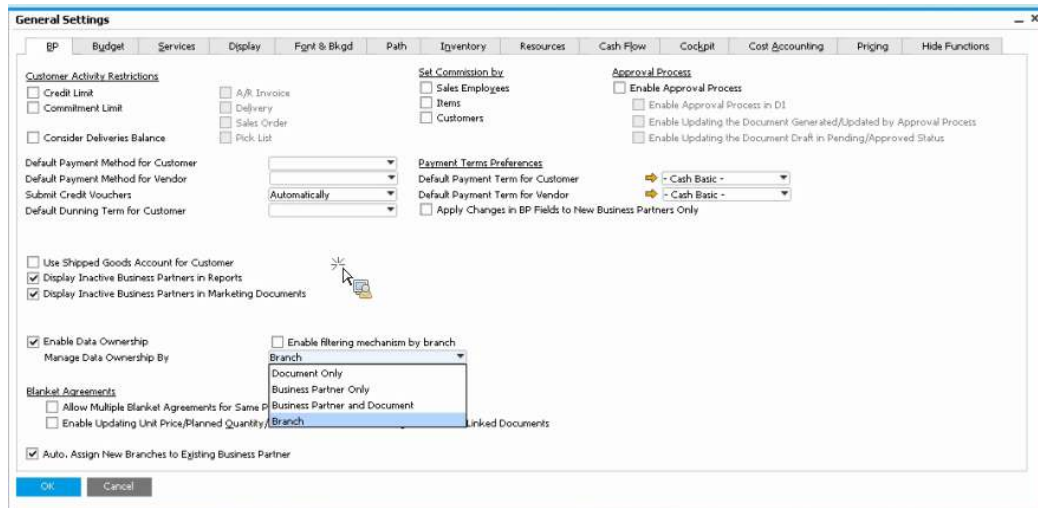 General Settings
BP Budget Services Display Font & Bkgd Path Inventory Resources Cash Flow Cockpit Cost Accounting Pricing Hide Functions
Customer Activity Restrictions
Credit Limit
Commitment Limit
Consider Deliveries Balance
A/R Invoice
Delivery
Sales Order
Pick List
Set Commission by
Sales Employees
Items
Customers
Approval Process
Enable Approval Process
Enable Approval Process in DI
Enable Updating the Document Generated/Updated by Approval Process
Enable Updating the Document Draft in Pending/Approved Status
Default Payment Method for Customer
Default Payment Method for Vendor
Submit Credit Vouchers Automatically
Default Dunning Term for Customer
Payment Terms Preferences
Default Payment Term for Customer - Cash Basic -
Default Payment Term for Vendor - Cash Basic -
Apply Changes in BP Fields to New Business Partners Only
Use Shipped Goods Account for Customer
Display Inactive Business Partners in Reports
Display Inactive Business Partners in Marketing Documents
Enable Data Ownership Enable filtering mechanism by branch
Manage Data Ownership By Branch
Document Only
Business Partner Only
Business Partner and Document
Branch
Blanket Agreements
Allow Multiple Blanket Agreements for Same P
Enable Updating Unit Price/Planned Quantity/ Linked Documents
Auto. Assign New Branches to Existing Business Partner
OK Cancel